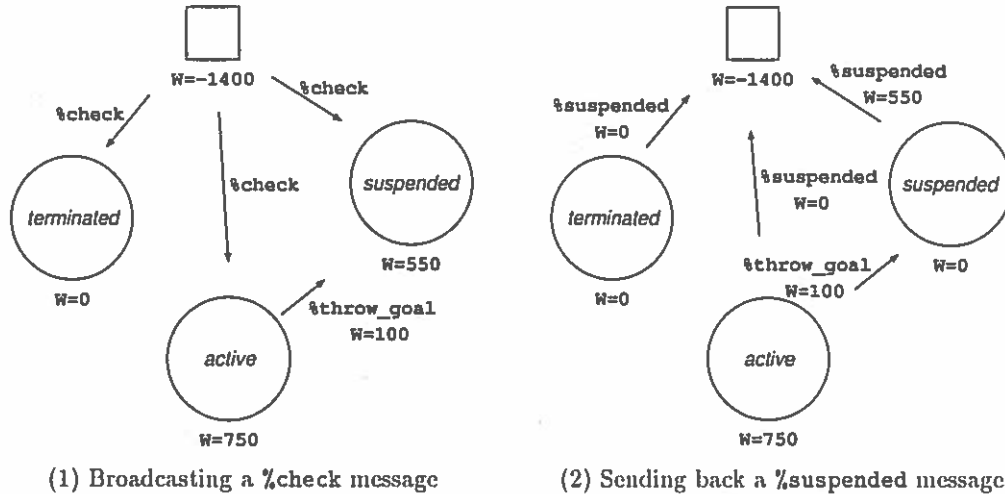 W=-1400
%check
%check
%check
terminated
suspended
W=0
W=550
%throw_goal
W=100
active
W=750
(1) Broadcasting a %check message
W=-1400
%suspended
W=550
%suspended
W=0
%suspended
W=0
terminated
suspended
W=0
W=0
%throw_goal
W=100
active
W=750
(2) Sending back a %suspended message